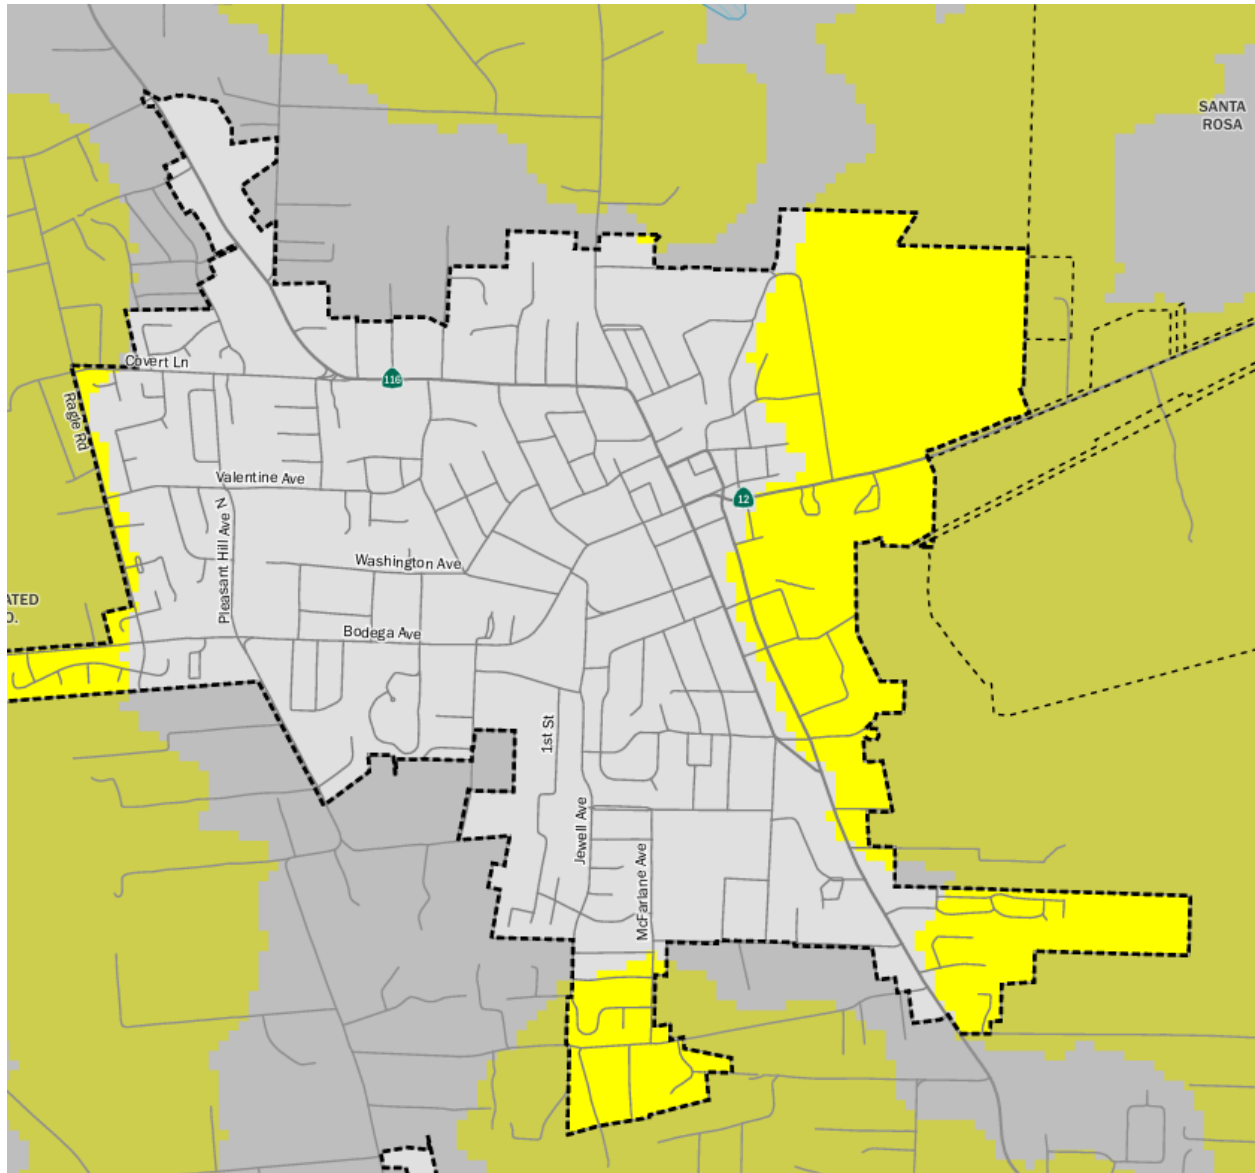 SANTA
ROSA
Covert Ln
116
Ragle Rd
Valentine Ave
12
Pleasant Hill Ave N
Washington Ave
ATED
O.
Bodega Ave
1st St
Jewell Ave
McFarlane Ave